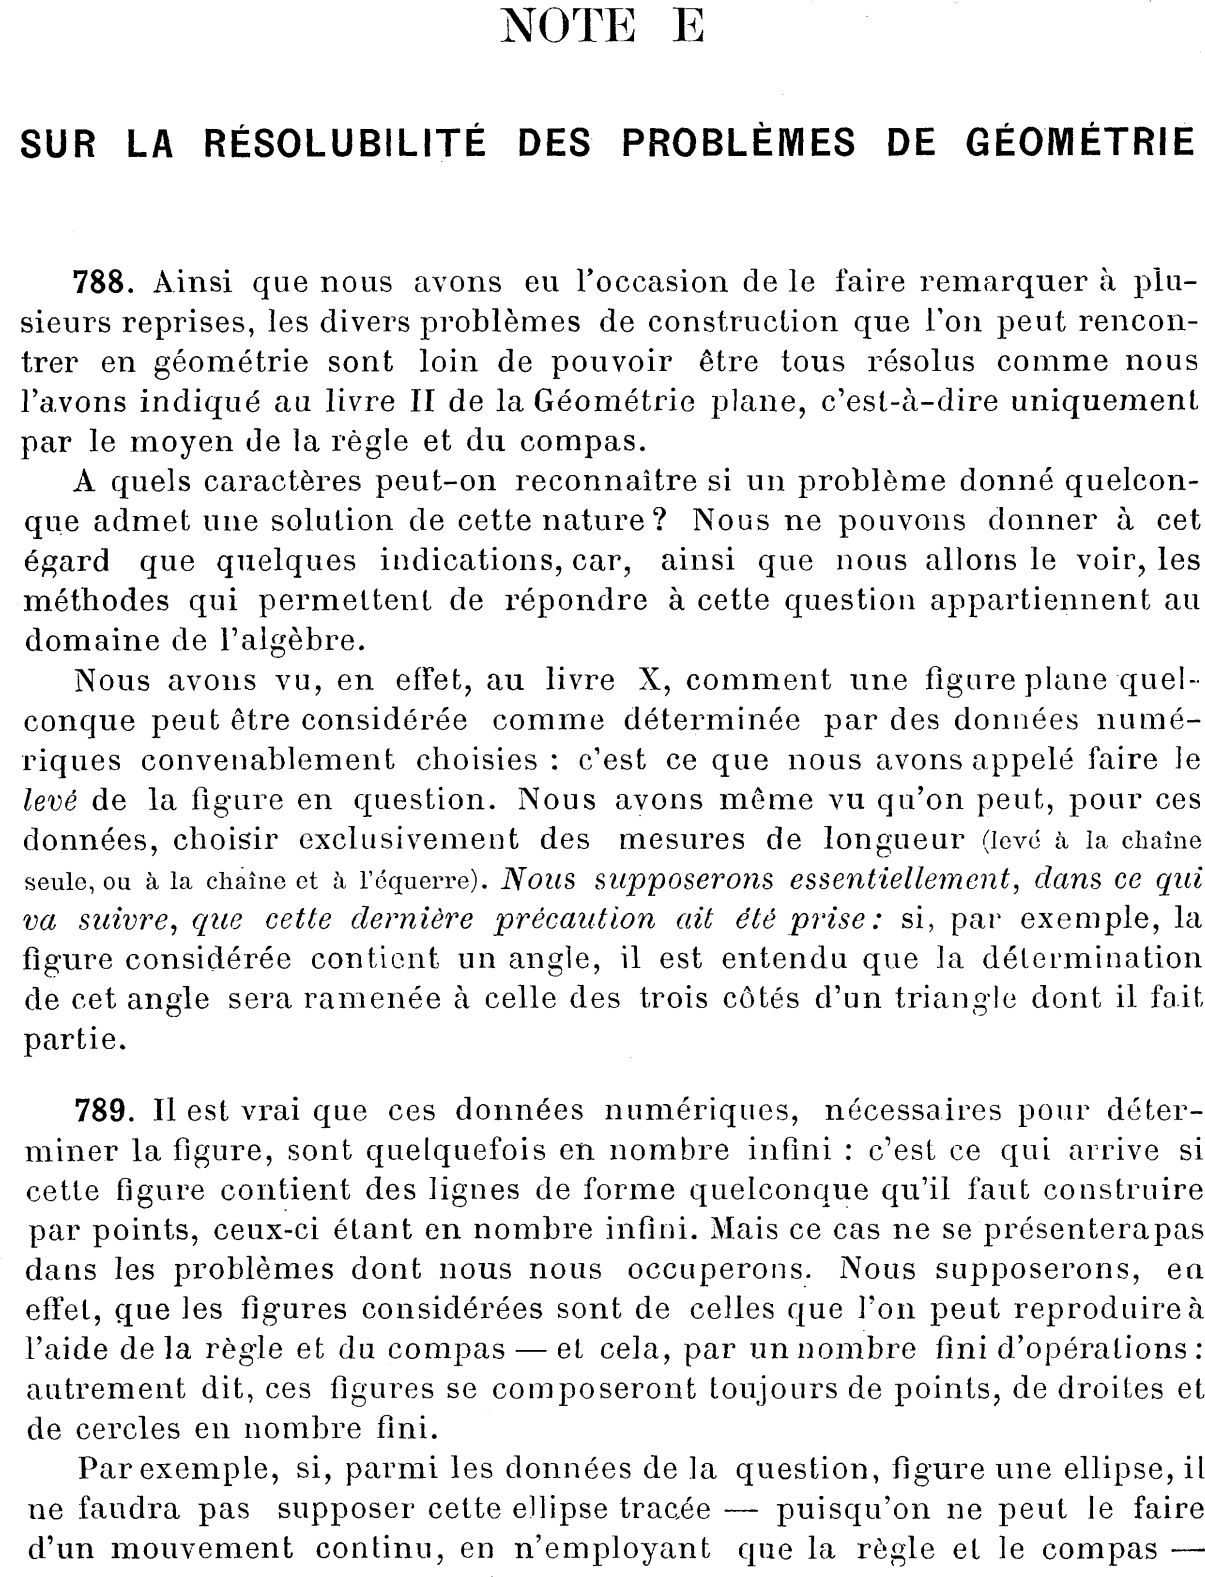 NOTE E
SUR LA RÉSOLUBILITÉ DES PROBLÈMES DE GÉOMÉTRIE
788. Ainsi que nous avons eu l'occasion de le faire remarquer à plu-
sieurs reprises, les divers problèmes de construction que l'on peut rencon-
trer en géométrie sont loin de pouvoir être tous résolus comme nous
l'avons indiqué au livre II de la Géométrie plane, c'est-à-dire uniquement
par le moyen de la règle et du compas.
A quels caractères peut-on reconnaître si un problème donné quelcon-
que admet une solution de cette nature ? Nous ne pouvons donner à cet
égard que quelques indications, car, ainsi que nous allons le voir, les
méthodes qui permettent de répondre à cette question appartiennent au
domaine de l'algèbre.
Nous avons vu, en effet, au livre X, comment une figure plane quel-
conque peut être considérée comme déterminée par des données numé-
riques convenablement choisies : c'est ce que nous avons appelé faire le
levé de la figure en question. Nous avons même vu qu'on peut, pour ces
données, choisir exclusivement des mesures de longueur (levé à la chaîne
seule, ou à la chaîne et à l'équerre). Nous supposerons essentiellement, dans ce qui
va suivre, que cette dernière précaution ait été prise : si, par exemple, la
figure considérée contient un angle, il est entendu que la détermination
de cet angle sera ramenée à celle des trois côtés d'un triangle dont il fait
partie.
789. Il est vrai que ces données numériques, nécessaires pour déter-
miner la figure, sont quelquefois en nombre infini : c'est ce qui arrive si
cette figure contient des lignes de forme quelconque qu'il faut construire
par points, ceux-ci étant en nombre infini. Mais ce cas ne se présentera pas
dans les problèmes dont nous nous occuperons. Nous supposerons, en
effet, que les figures considérées sont de celles que l'on peut reproduire à
l'aide de la règle et du compas — et cela, par un nombre fini d'opérations :
autrement dit, ces figures se composeront toujours de points, de droites et
de cercles en nombre fini.
Par exemple, si, parmi les données de la question, figure une ellipse, il
ne faudra pas supposer cette ellipse tracée — puisqu'on ne peut le faire
d'un mouvement continu, en n'employant que la règle et le compas —